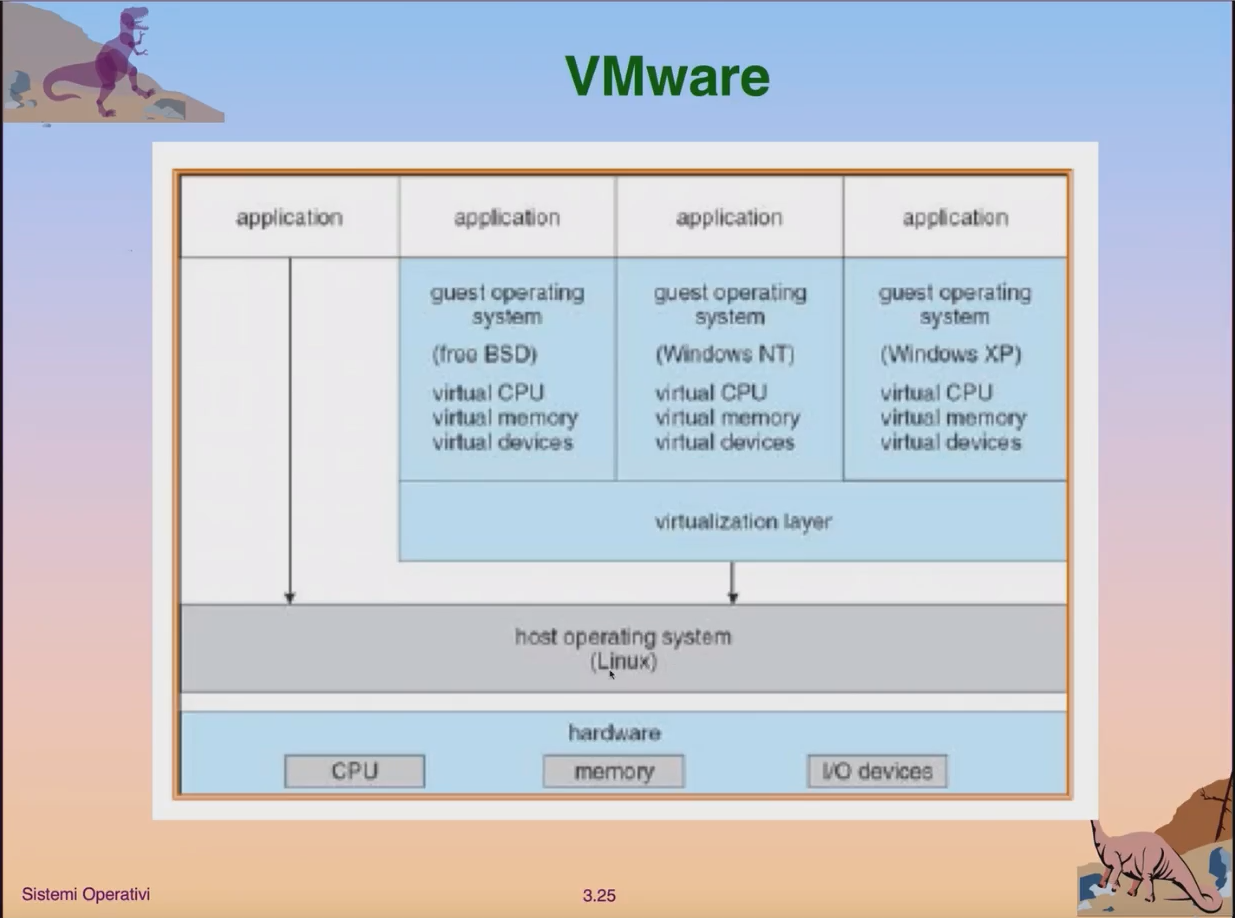 VMware
application
application
application
application
guest operating
system
(free BSD)
virtual CPU
virtual memory
virtual devices
guest operating
system
(Windows NT)
virtual CPU
virtual memory
virtual devices
guest operating
system
(Windows XP)
virtual CPU
virtual memory
virtual devices
virtualization layer
host operating system
(Linux)
hardware
CPU
memory
I/O devices
Sistemi Operativi
3.25